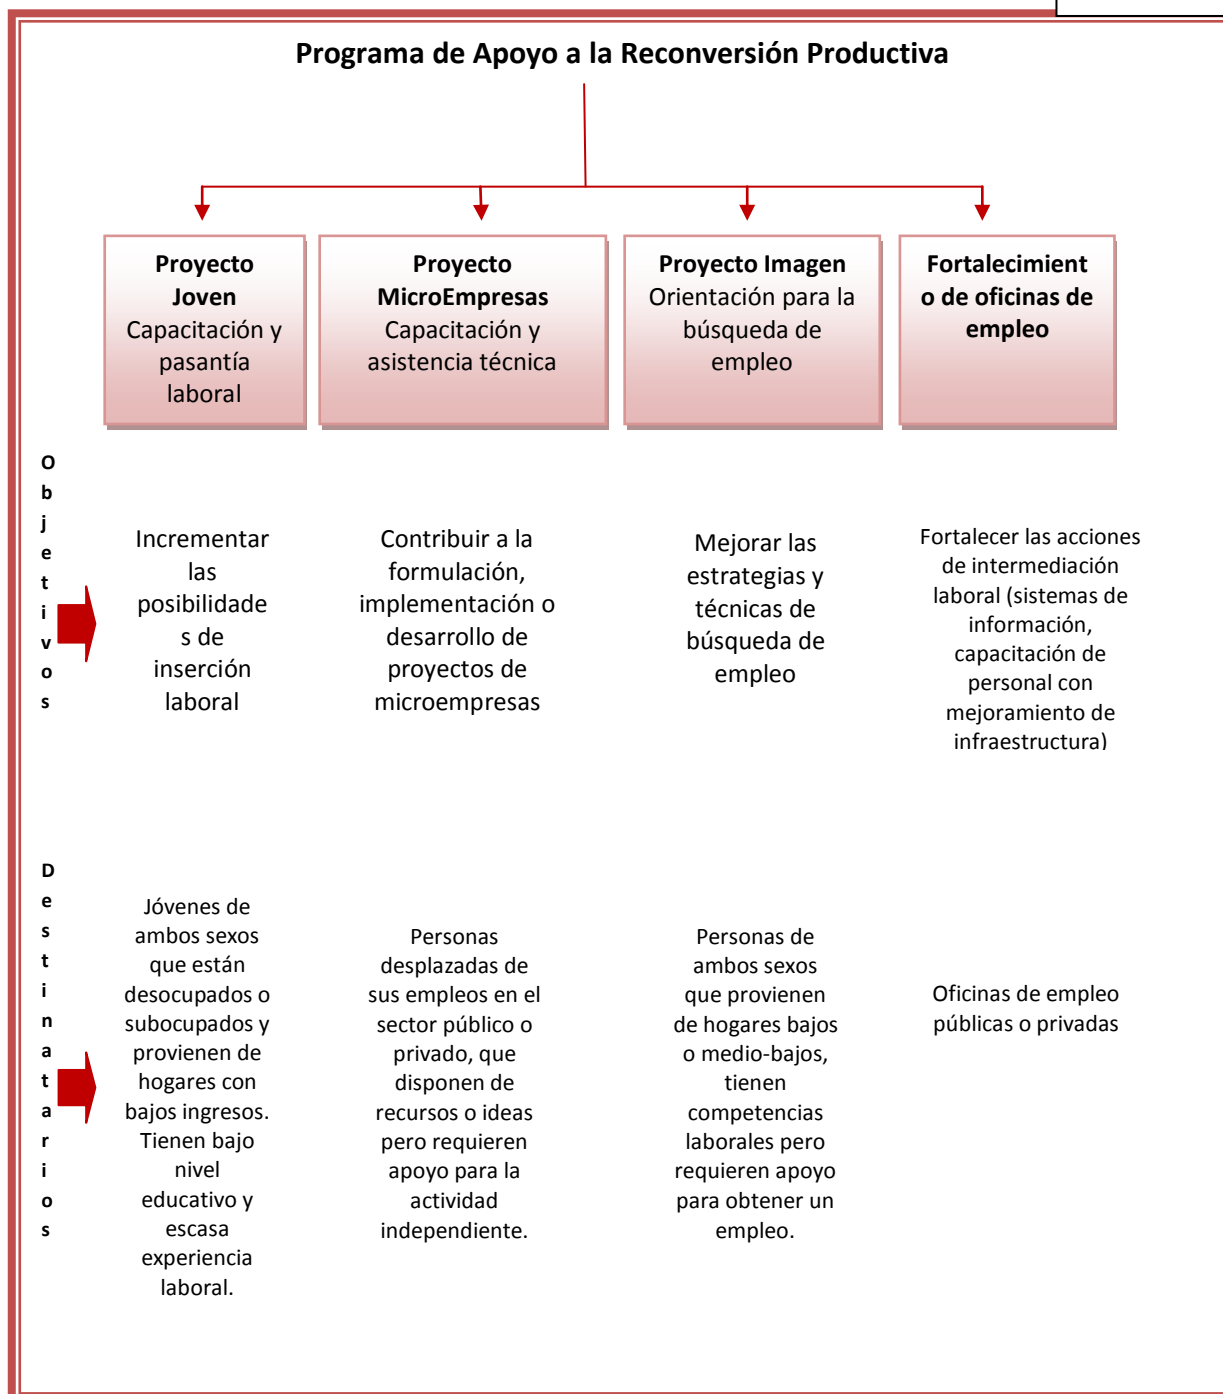 Programa de Apoyo a la Reconversión Productiva
Proyecto
Joven
Capacitación y
pasantía
laboral
Proyecto
MicroEmpresas
Capacitación y
asistencia técnica
Proyecto Imagen
Orientación para la
búsqueda de
empleo
Fortalecimient
o de oficinas de
empleo
O
b
j
e
t
i
v
o
s
Incrementar
las
posibilidade
s de
inserción
laboral
Contribuir a la
formulación,
implementación o
desarrollo de
proyectos de
microempresas
Mejorar las
estrategias y
técnicas de
búsqueda de
empleo
Fortalecer las acciones
de intermediación
laboral (sistemas de
información,
capacitación de
personal con
mejoramiento de
infraestructura)
D
e
s
t
i
n
a
t
a
r
i
o
s
Jóvenes de
ambos sexos
que están
desocupados o
subocupados y
provienen de
hogares con
bajos ingresos.
Tienen bajo
nivel
educativo y
escasa
experiencia
laboral.
Personas
desplazadas de
sus empleos en el
sector público o
privado, que
disponen de
recursos o ideas
pero requieren
apoyo para la
actividad
independiente.
Personas de
ambos sexos
que provienen
de hogares bajos
o medio-bajos,
tienen
competencias
laborales pero
requieren apoyo
para obtener un
empleo.
Oficinas de empleo
públicas o privadas